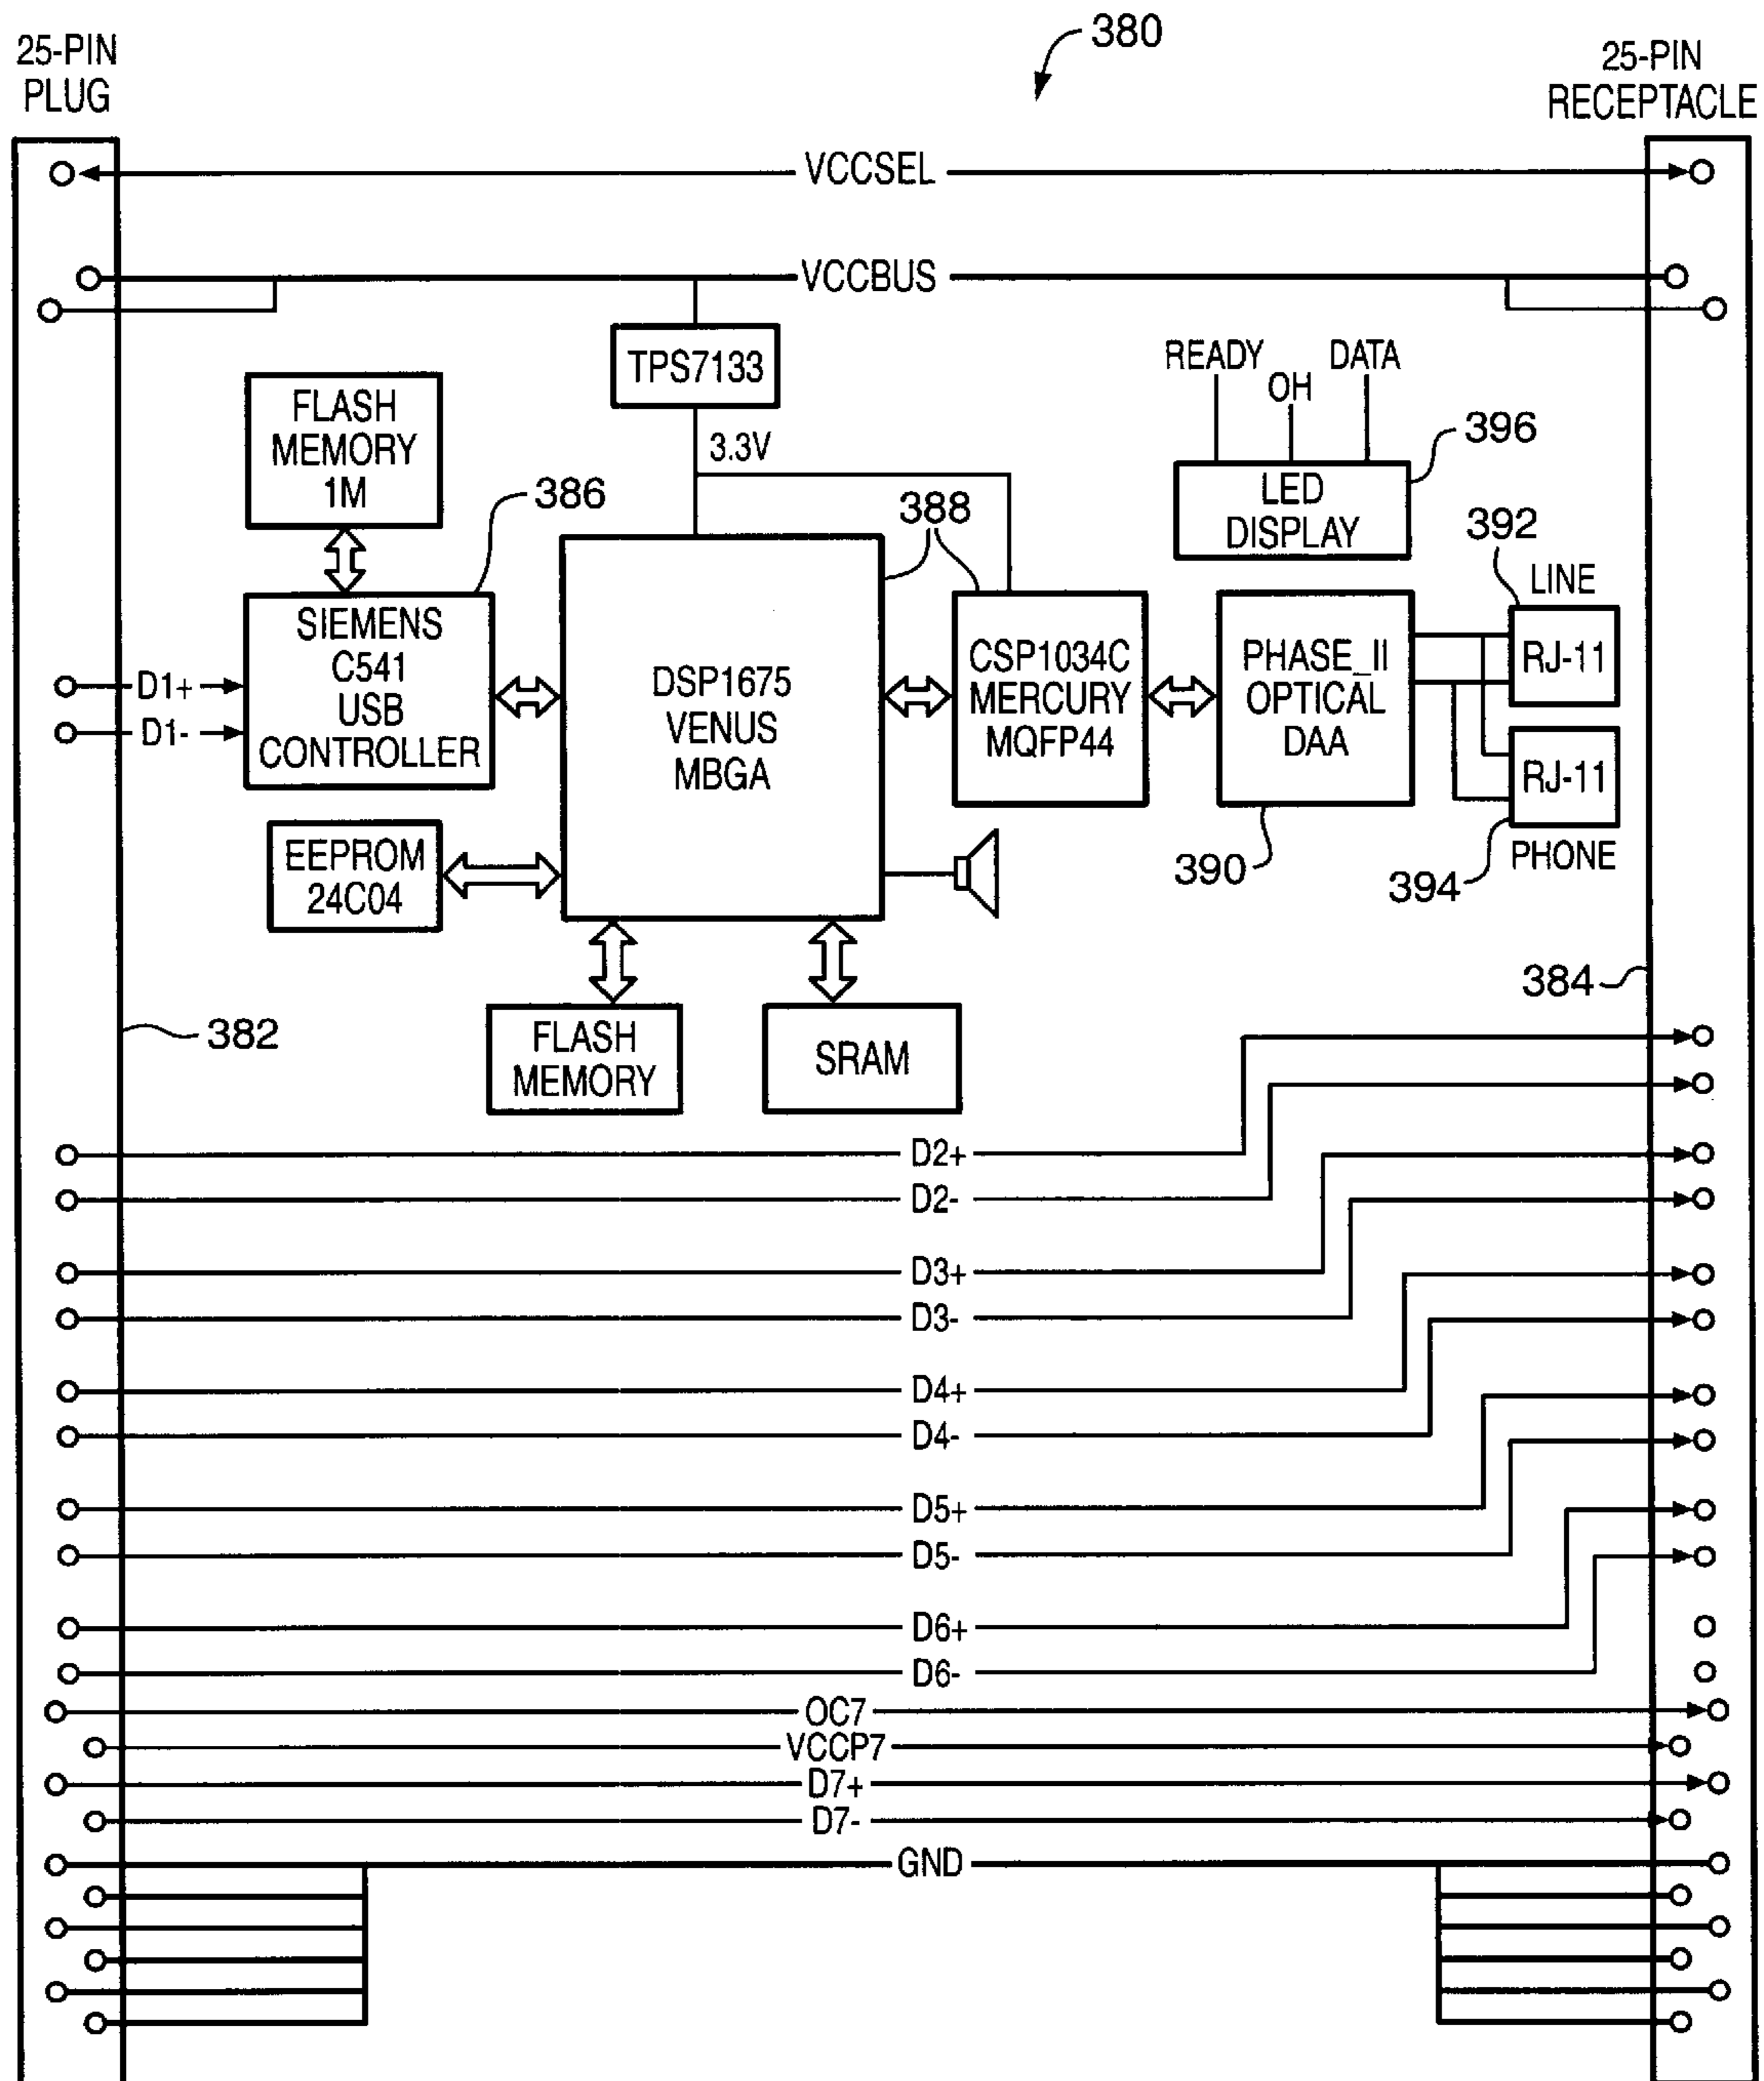 380
25-PIN
PLUG
25-PIN
RECEPTACLE
VCCSEL
VCCBUS
TPS7133
3.3V
READY
OH
DATA
396
LED
DISPLAY
FLASH
MEMORY
1M
386
388
392
LINE
SIEMENS
C541
USB
CONTROLLER
D1+
D1-
DSP1675
VENUS
MBGA
CSP1034C
MERCURY
MQFP44
PHASE_II
OPTICAL
DAA
RJ-11
RJ-11
PHONE
390
394
EEPROM
24C04
384
382
FLASH
MEMORY
SRAM
D2+
D2-
D3+
D3-
D4+
D4-
D5+
D5-
D6+
D6-
OC7
VCCP7
D7+
D7-
GND